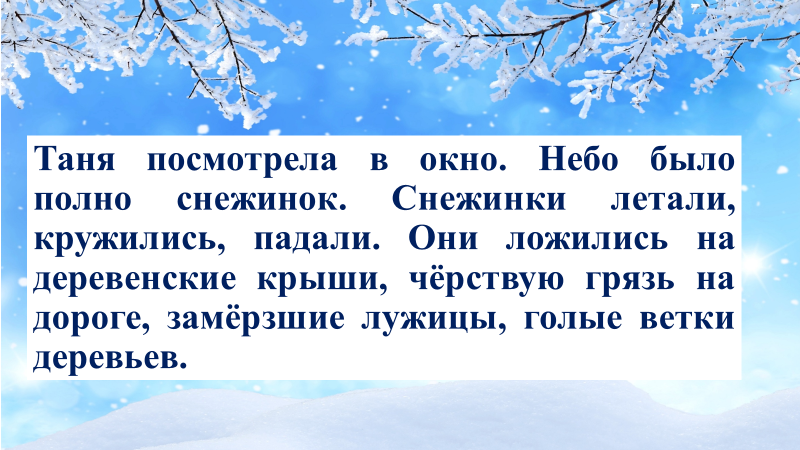 Таня посмотрела в окно. Небо было
полно снежинок. Снежинки летали,
кружились, падали. Они ложились на
деревенские крыши, чёрствую грязь на
дороге, замёрзшие лужицы, голые ветки
деревьев.